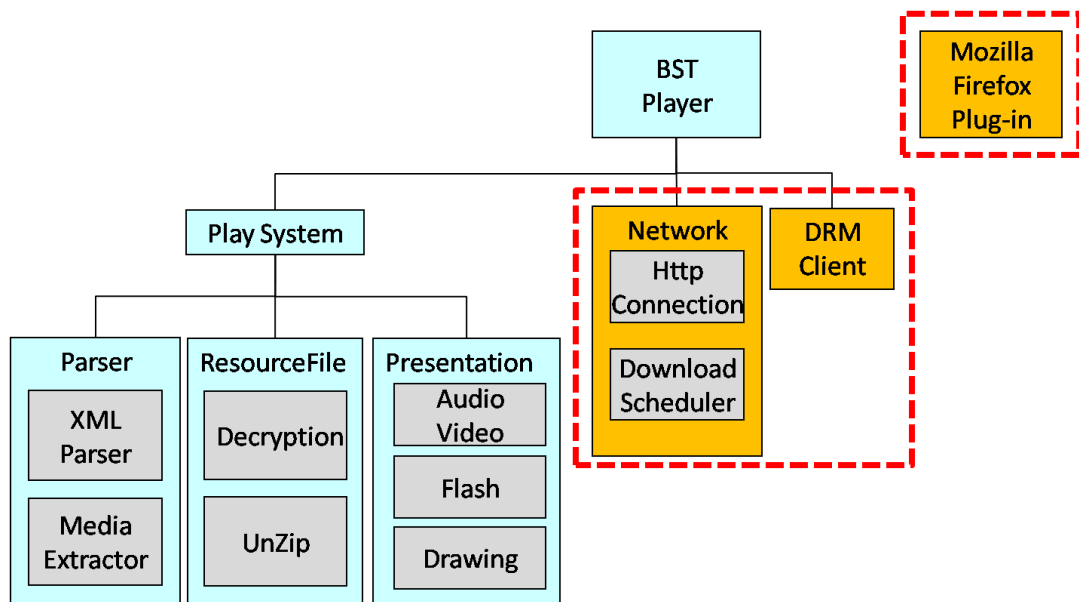 BST
Player
Mozilla
Firefox
Plug-in
Play System
Network
Http
Connection
Download
Scheduler
DRM
Client
Parser
XML
Parser
Media
Extractor
ResourceFile
Decryption
UnZip
Presentation
Audio
Video
Flash
Drawing